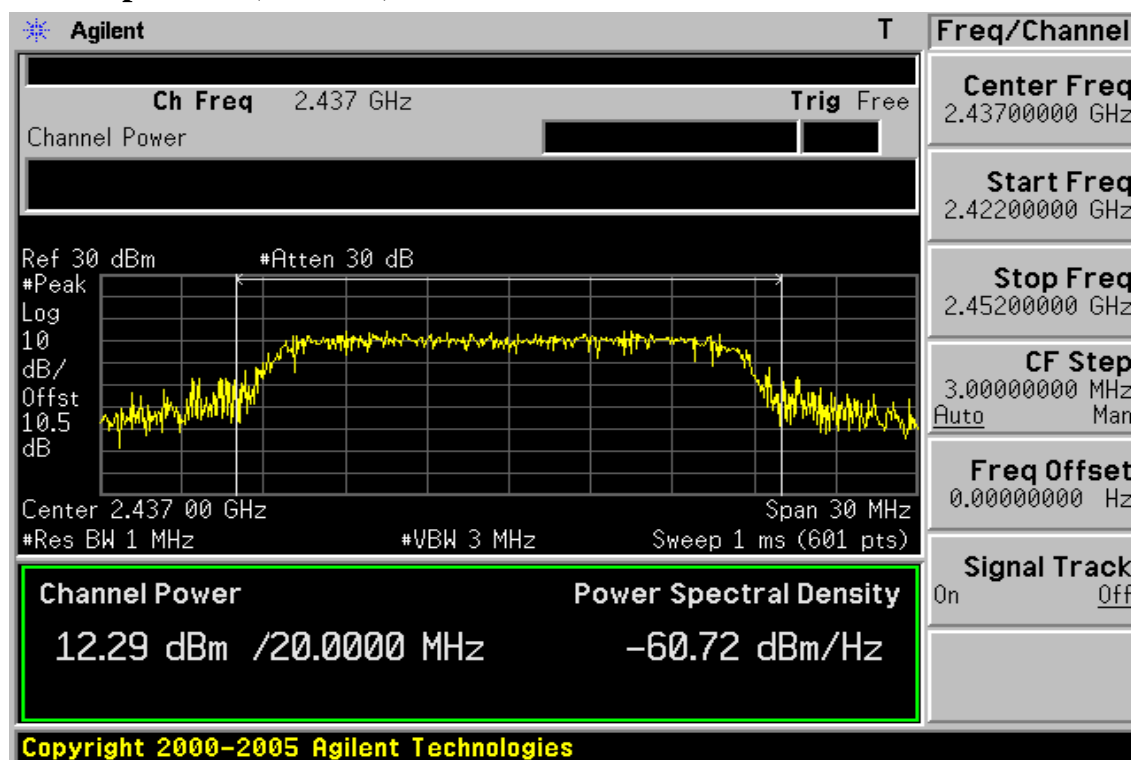 Agilent T Freq/Channel
Ch Freq 2.437 GHz Trig Free
Channel Power
Ref 30 dBm #Atten 30 dB
#Peak
Log
10
dB/
Offst
10.5
dB
Center 2.437 00 GHz Span 30 MHz
#Res BW 1 MHz #VBW 3 MHz Sweep 1 ms (601 pts)
Channel Power Power Spectral Density
12.29 dBm /20.0000 MHz -60.72 dBm/Hz
Center Freq
2.43700000 GHz
Start Freq
2.42200000 GHz
Stop Freq
2.45200000 GHz
CF Step
3.00000000 MHz
Auto Man
Freq Offset
0.00000000 Hz
Signal Track
On Off
Copyright 2000-2005 Agilent Technologies